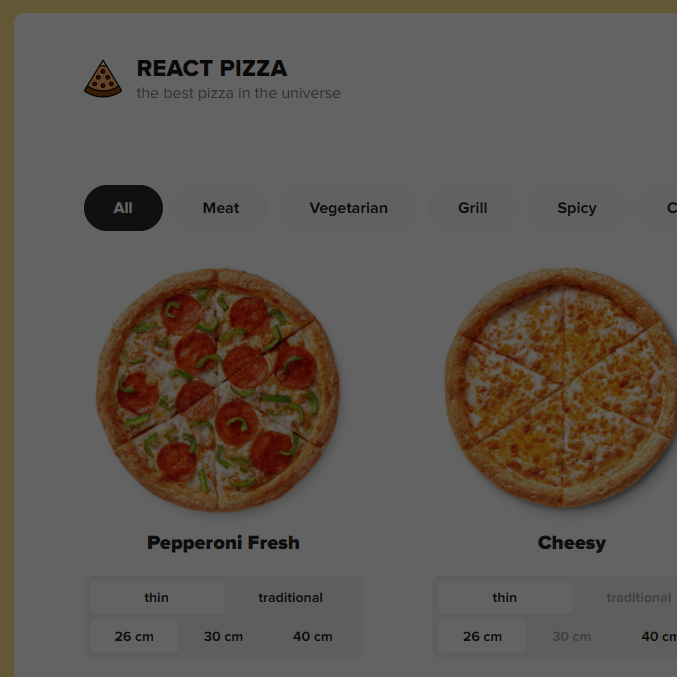 REACT PIZZA
the best pizza in the universe
All Meat Vegetarian Grill Spicy
Pepperoni Fresh Cheesy
thin traditional thin traditional
26 cm 30 cm 40 cm 26 cm 30 cm 40 cm